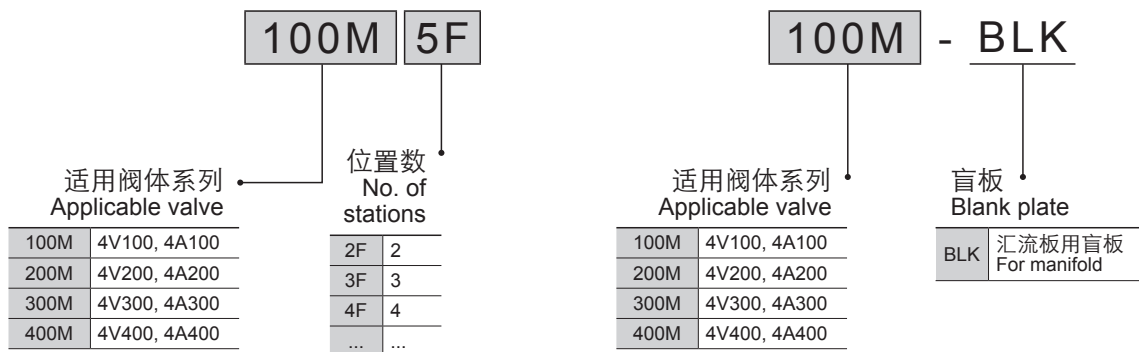 100M 5F
适用阀体系列
Applicable valve
100M 4V100, 4A100
200M 4V200, 4A200
300M 4V300, 4A300
400M 4V400, 4A400
位置数
No. of
stations
2F 2
3F 3
4F 4
... ...
100M - BLK
适用阀体系列
Applicable valve
100M 4V100, 4A100
200M 4V200, 4A200
300M 4V300, 4A300
400M 4V400, 4A400
盲板
Blank plate
BLK 汇流板用盲板
For manifold